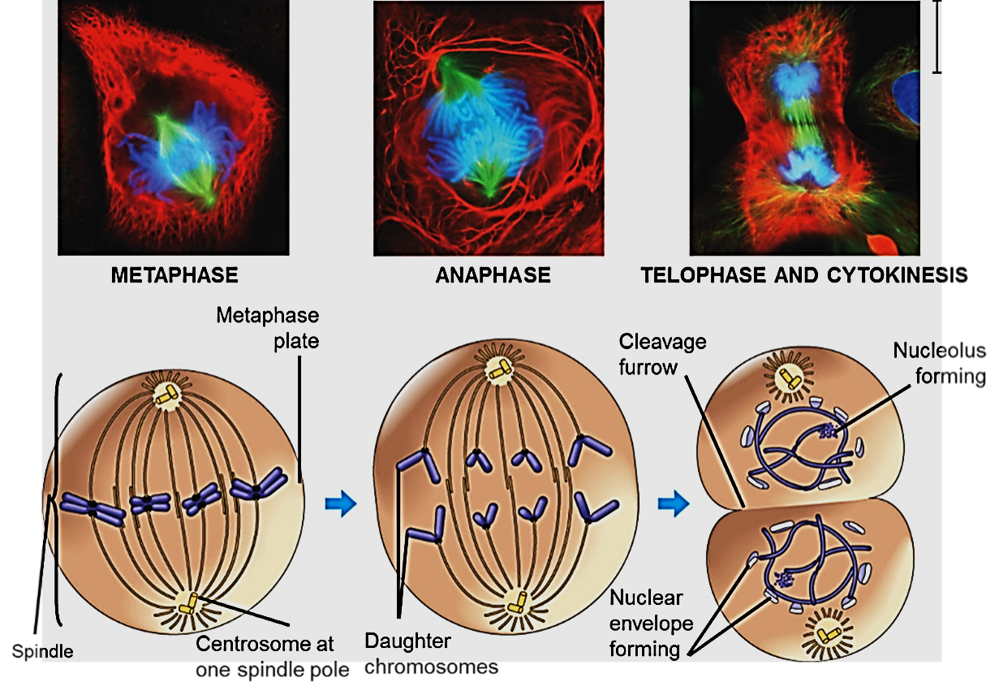 METAPHASE
ANAPHASE
TELOPHASE AND CYTOKINESIS
Metaphase
plate
Cleavage
furrow
Nucleolus
forming
Spindle
Centrosome at
one spindle pole
Daughter
chromosomes
Nuclear
envelope
forming